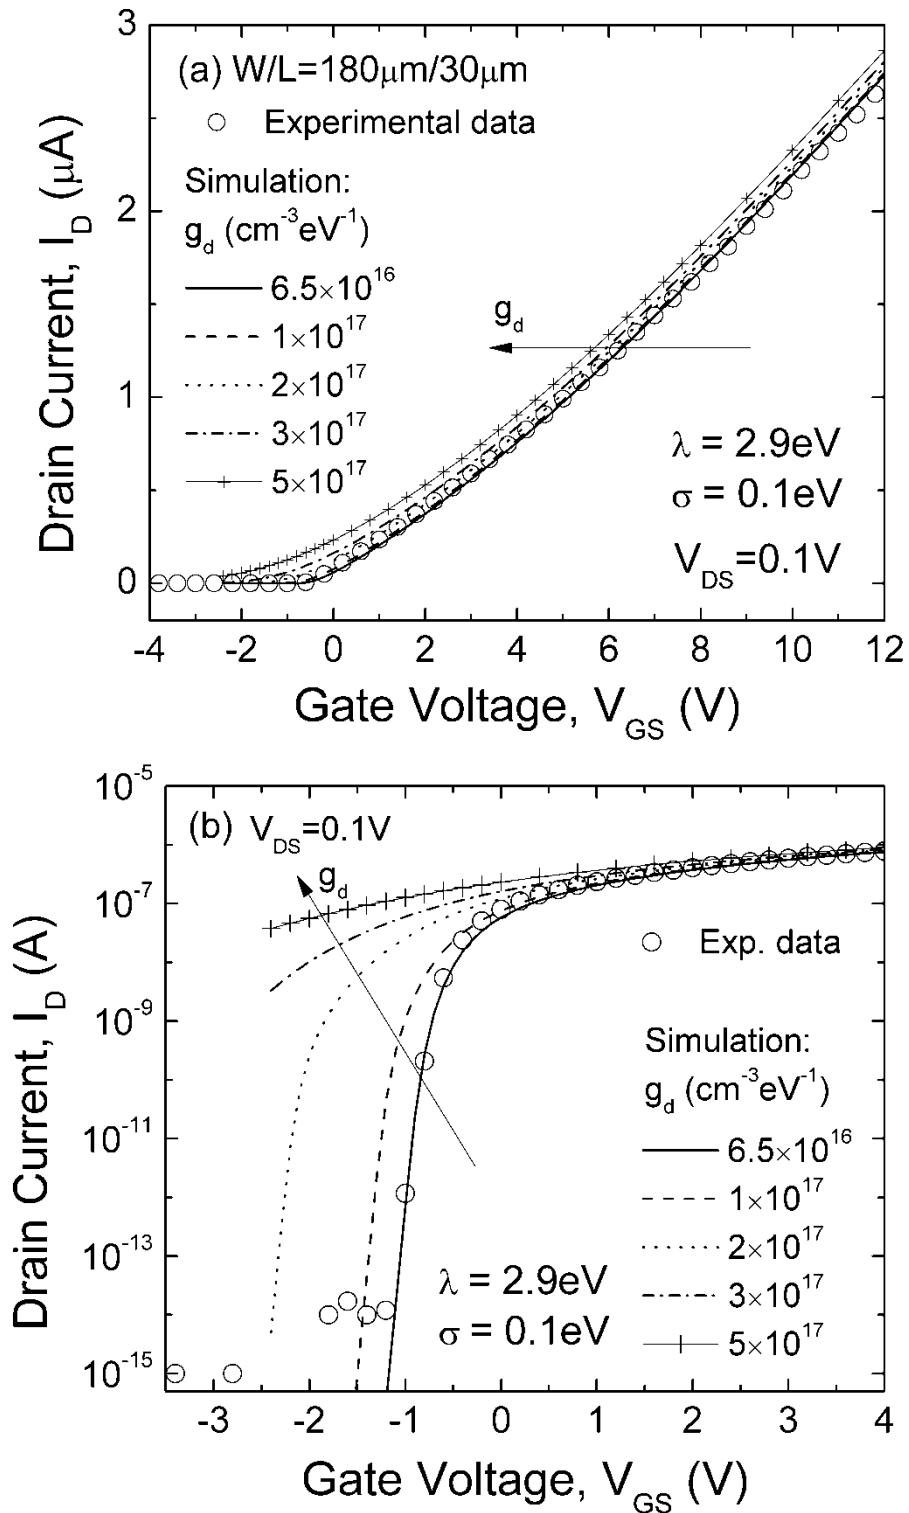 (a) W/L=180μm/30μm
Experimental data
Simulation:
g_d (cm^-3 eV^-1)
6.5×10^16
1×10^17
2×10^17
3×10^17
5×10^17
g_d
λ = 2.9eV
σ = 0.1eV
V_DS=0.1V
3
2
1
0
Drain Current, I_D (μA)
-4 -2 0 2 4 6 8 10 12
Gate Voltage, V_GS (V)
(b) V_DS=0.1V
g_d
Exp. data
Simulation:
g_d (cm^-3 eV^-1)
6.5×10^16
1×10^17
2×10^17
3×10^17
5×10^17
λ = 2.9eV
σ = 0.1eV
10^-5
10^-7
10^-9
10^-11
10^-13
10^-15
Drain Current, I_D (A)
-3 -2 -1 0 1 2 3 4
Gate Voltage, V_GS (V)